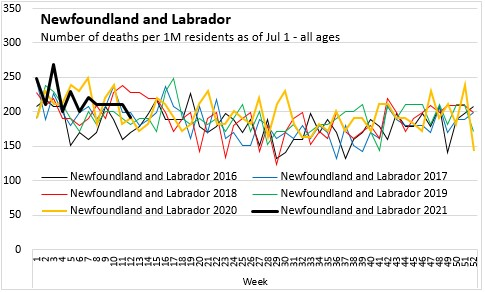 Newfoundland and Labrador
Number of deaths per 1M residents as of Jul 1 - all ages
350
300
250
200
150
100
50
0
Newfoundland and Labrador 2016
Newfoundland and Labrador 2017
Newfoundland and Labrador 2018
Newfoundland and Labrador 2019
Newfoundland and Labrador 2020
Newfoundland and Labrador 2021
1 2 3 4 5 6 7 8 9 10 11 12 13 14 15 16 17 18 19 20 21 22 23 24 25 26 27 28 29 30 31 32 33 34 35 36 37 38 39 40 41 42 43 44 45 46 47 48 49 50 51 52
Week